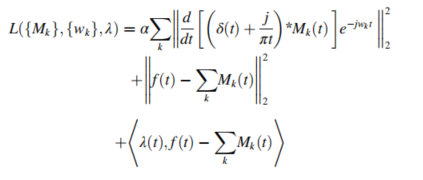 L({M_k},{w_k},λ) = α∑_k ‖ d/dt [ ( δ(t) + j/πt ) * M_k(t) ] e^{-jw_k t} ‖_2^2
+ ‖ f(t) − ∑_k M_k(t) ‖_2^2
+ ⟨ λ(t), f(t) − ∑_k M_k(t) ⟩